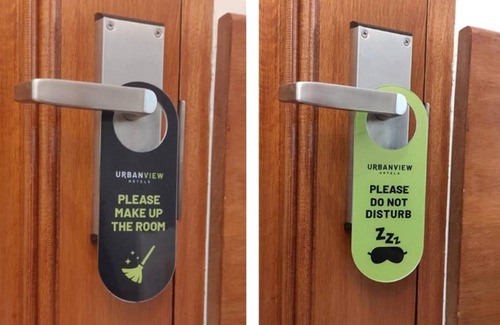 URBANVIEW
HOTELS
PLEASE
MAKE UP
THE ROOM
URBANVIEW
HOTELS
PLEASE
DO NOT
DISTURB
ZZZ